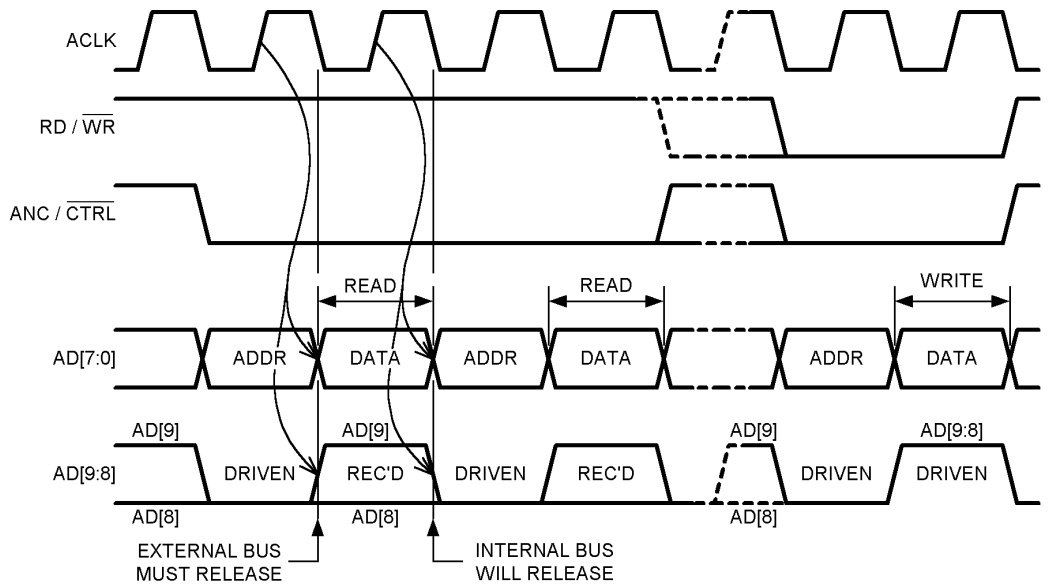 ACLK
RD / WR
ANC / CTRL
READ
READ
WRITE
AD[7:0]
ADDR
DATA
ADDR
DATA
ADDR
DATA
AD[9]
AD[9]
AD[9]
AD[9:8]
AD[9:8]
DRIVEN
REC'D
DRIVEN
REC'D
DRIVEN
DRIVEN
AD[8]
AD[8]
AD[8]
EXTERNAL BUS
MUST RELEASE
INTERNAL BUS
WILL RELEASE